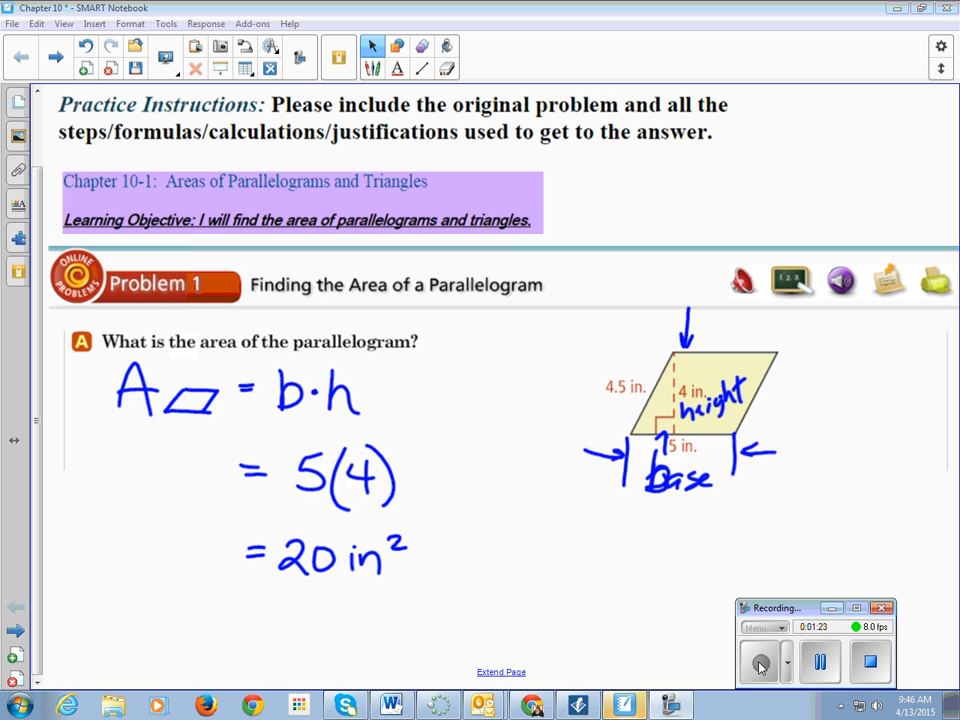 Chapter 10 * - SMART Notebook
File Edit View Insert Format Tools Response Add-ons Help
Practice Instructions: Please include the original problem and all the
steps/formulas/calculations/justifications used to get to the answer.
Chapter 10-1: Areas of Parallelograms and Triangles
Learning Objective: I will find the area of parallelograms and triangles.
ONLINE PROBLEMS
Problem 1 Finding the Area of a Parallelogram
A What is the area of the parallelogram?
A = b·h
= 5(4)
= 20 in²
4.5 in.
4 in.
height
5 in.
base
Recording...
Menu 0:01:23 8.0 fps
Extend Page
9:46 AM
4/13/2015